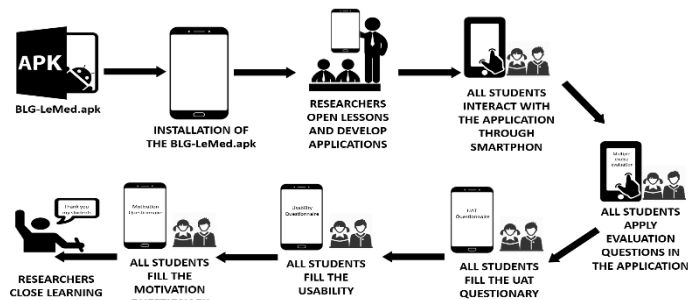 APK
BLG-LeMed.apk
INSTALLATION OF
THE BLG-LeMed.apk
RESEARCHERS
OPEN LESSONS
AND DEVELOP
APPLICATIONS
ALL STUDENTS
INTERACT WITH
THE APPLICATION
THROUGH
SMARTPHON
evaluation
ALL STUDENTS
APPLY
EVALUATION
QUESTIONS IN
THE APPLICATION
UAT
Questionnaire
ALL STUDENTS
FILL THE UAT
QUESTIONARY
Usability
Questionnaire
ALL STUDENTS
FILL THE
USABILITY
Motivation
Questionnaire
ALL STUDENTS
FILL THE
MOTIVATION
Thank you
my students
RESEARCHERS
CLOSE LEARNING